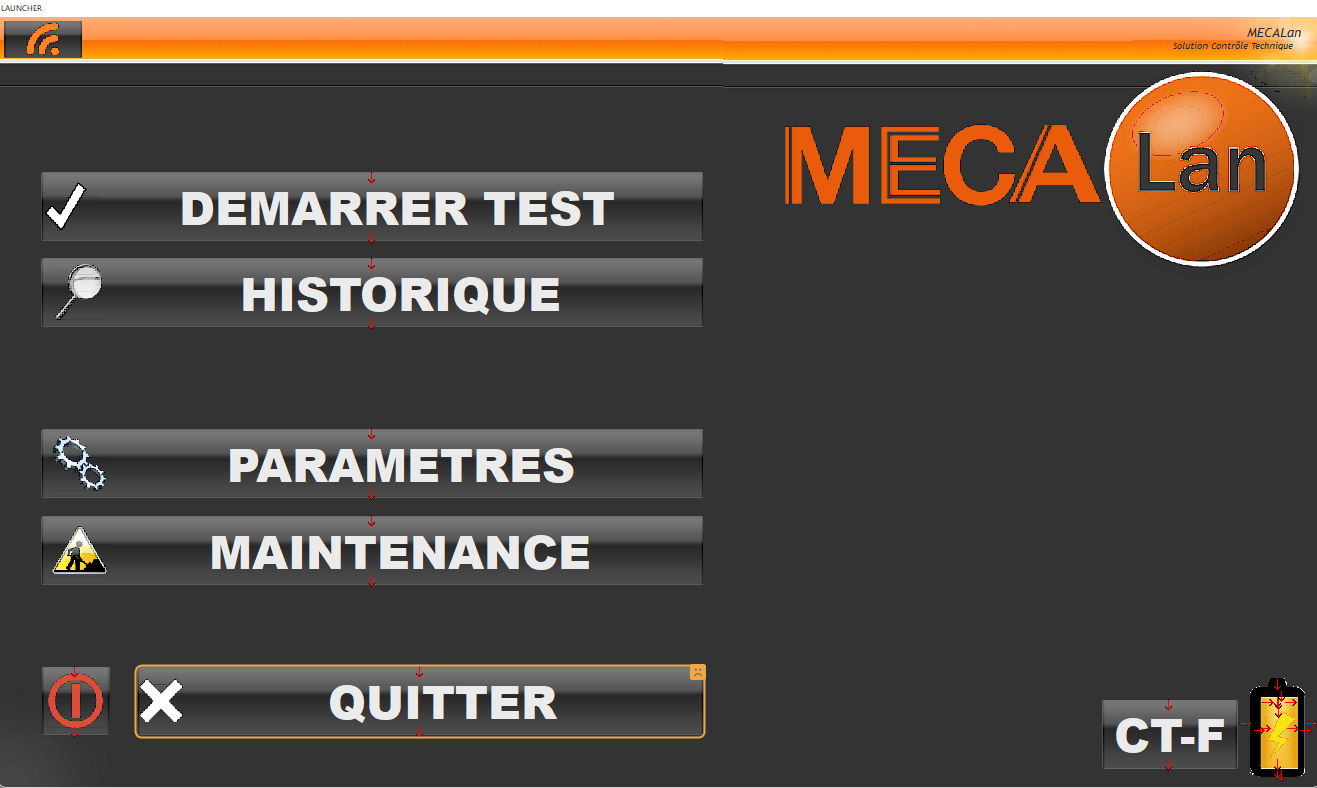 LAUNCHER
MECALan
Solution Contrôle Technique
MECA Lan
DEMARRER TEST
HISTORIQUE
PARAMETRES
MAINTENANCE
QUITTER
CT-F